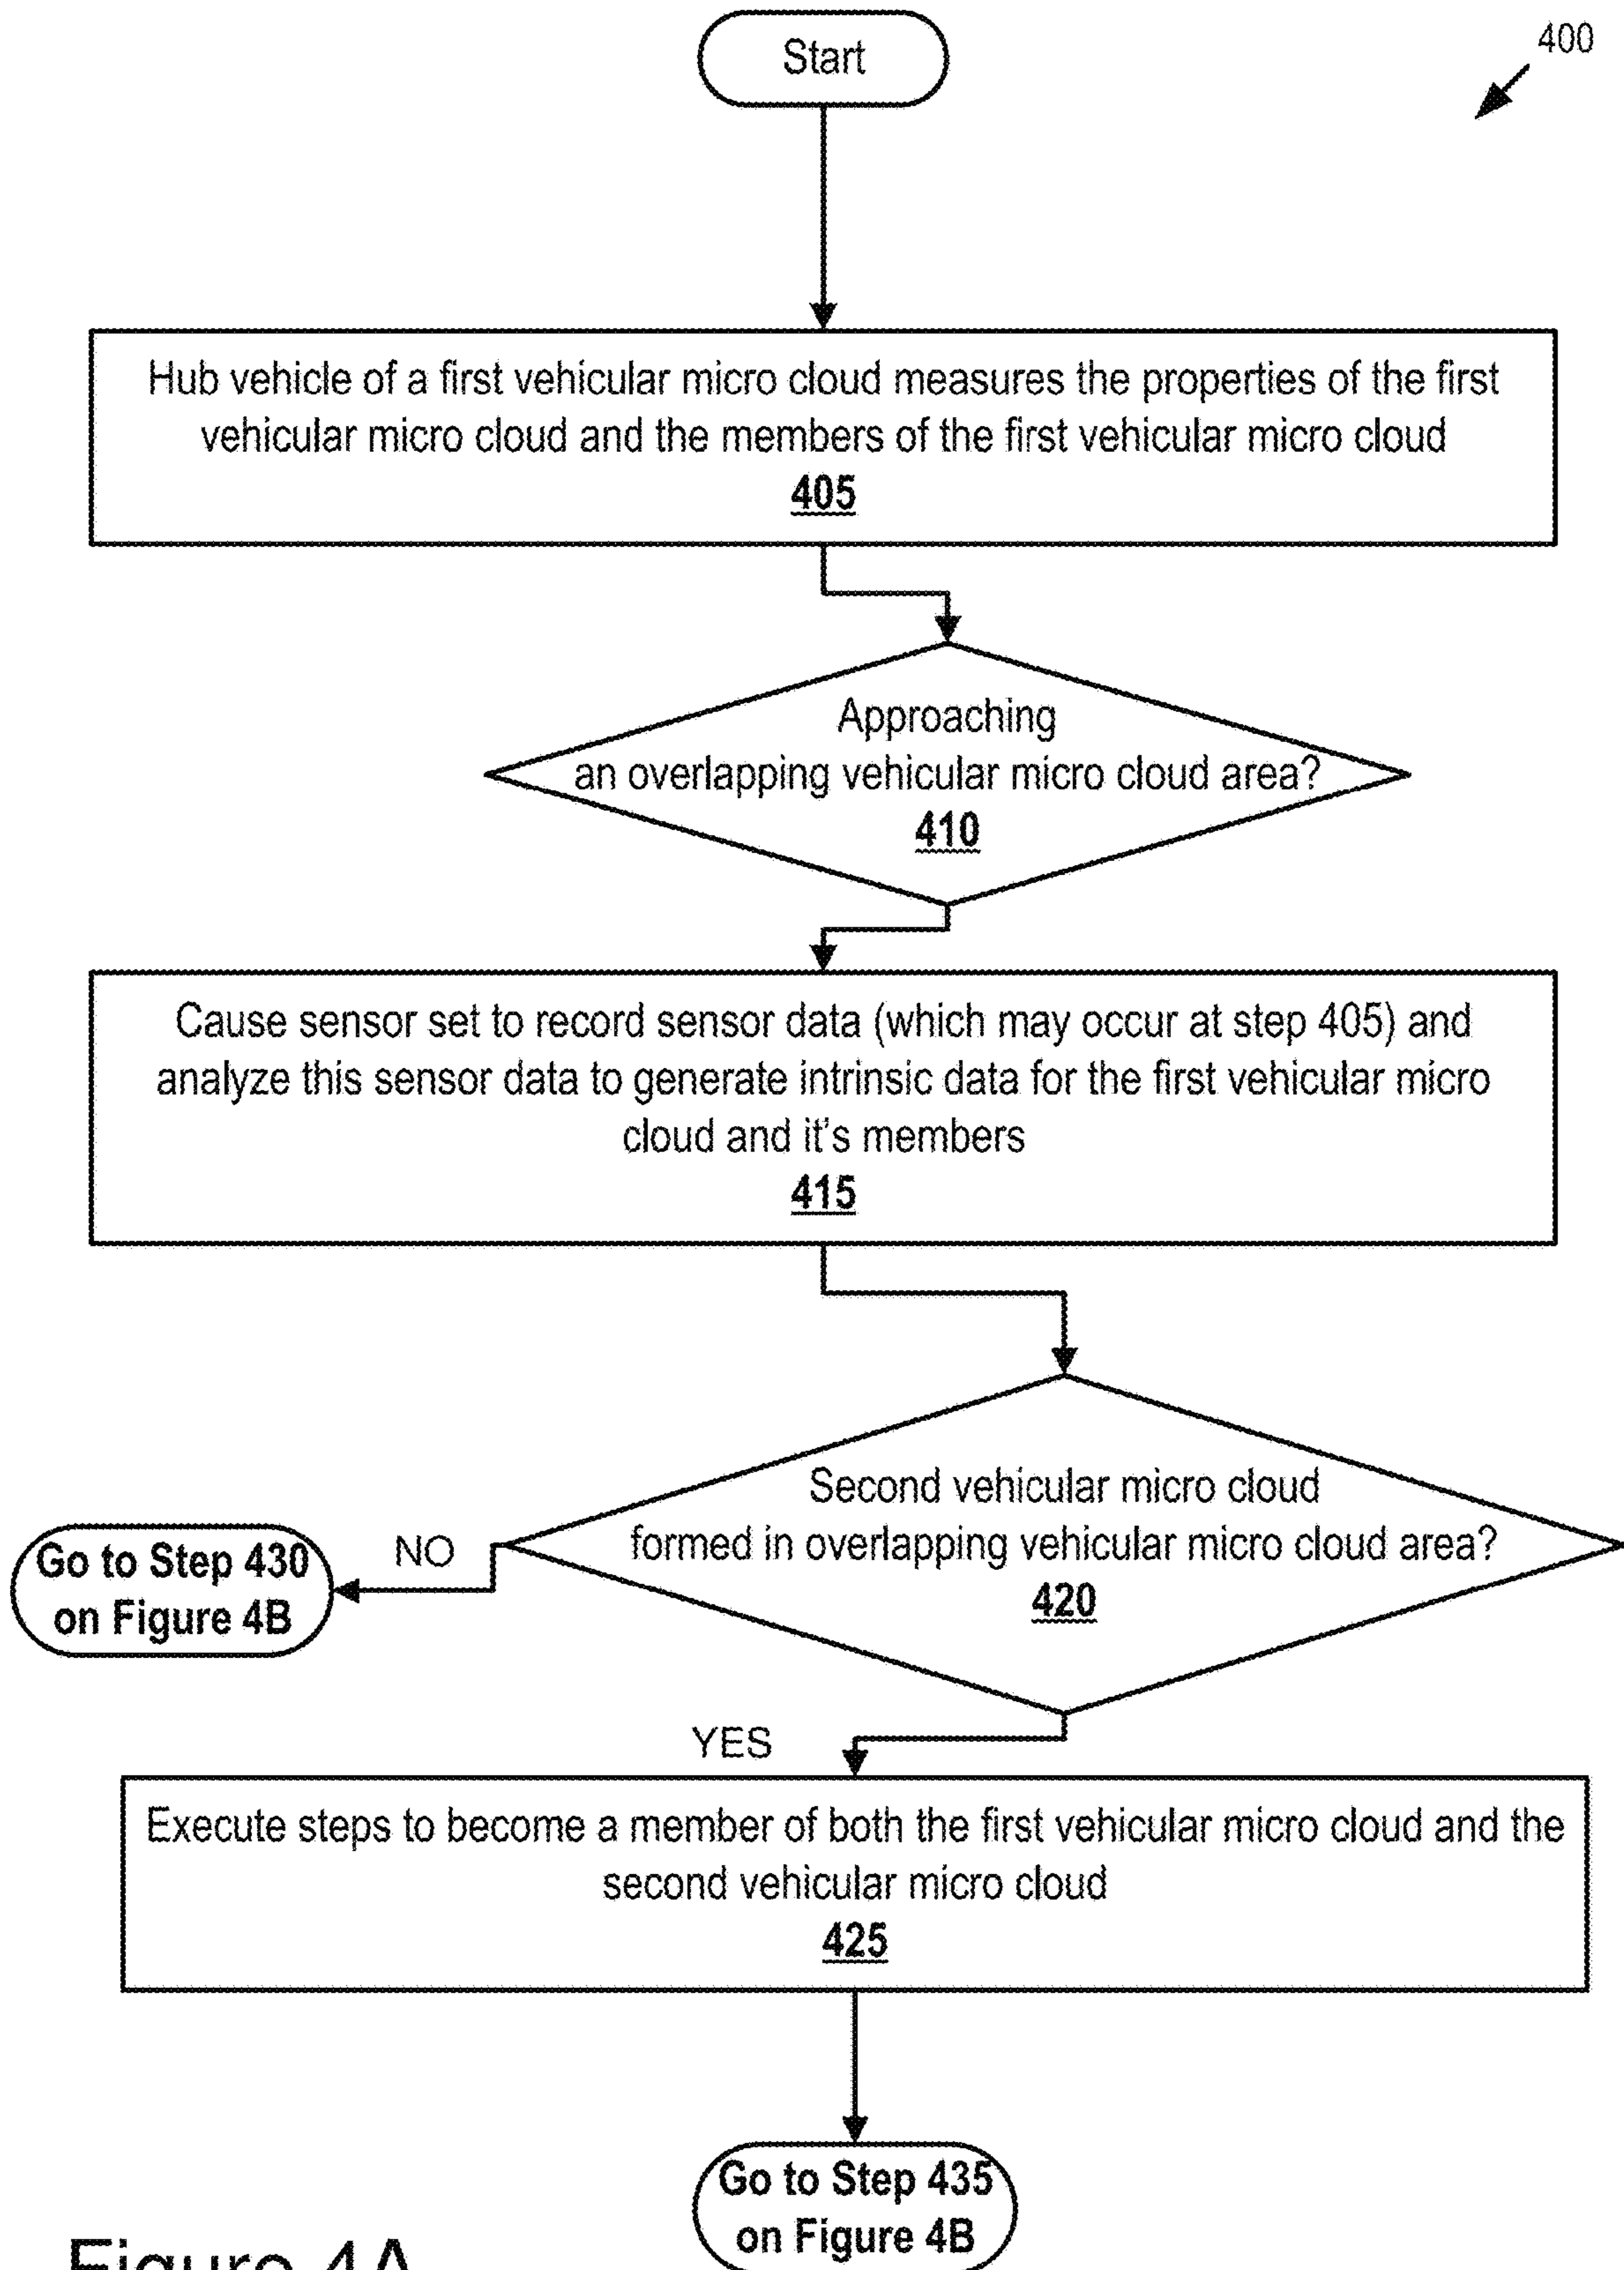 Start
400
Hub vehicle of a first vehicular micro cloud measures the properties of the first
vehicular micro cloud and the members of the first vehicular micro cloud
405
Approaching
an overlapping vehicular micro cloud area?
410
Cause sensor set to record sensor data (which may occur at step 405) and
analyze this sensor data to generate intrinsic data for the first vehicular micro
cloud and it's members
415
Second vehicular micro cloud
formed in overlapping vehicular micro cloud area?
420
NO
Go to Step 430
on Figure 4B
YES
Execute steps to become a member of both the first vehicular micro cloud and the
second vehicular micro cloud
425
Go to Step 435
on Figure 4B
Figure 4A